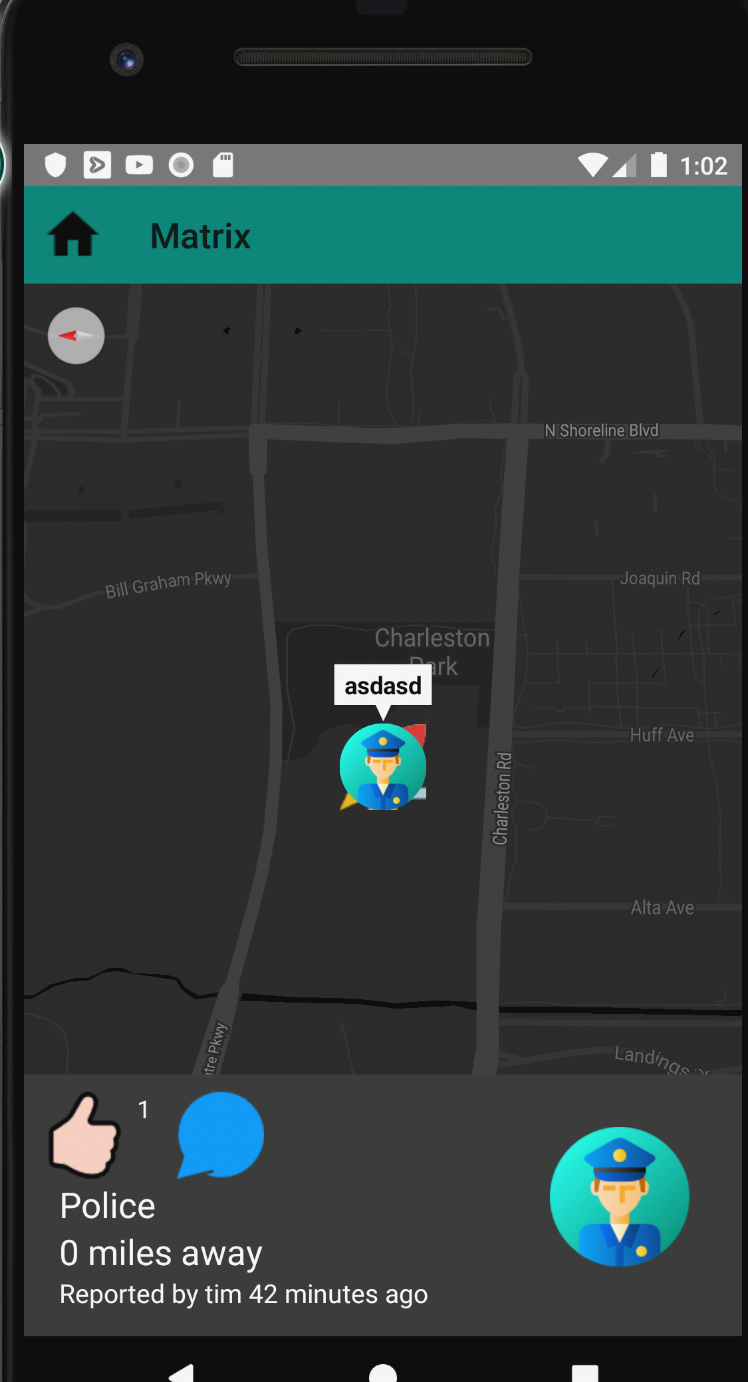 1:02
Matrix
N Shoreline Blvd
Bill Graham Pkwy
Joaquin Rd
Charleston
Park
asdasd
Huff Ave
Charleston Rd
Alta Ave
Pkwy
Landings
1
Police
0 miles away
Reported by tim 42 minutes ago